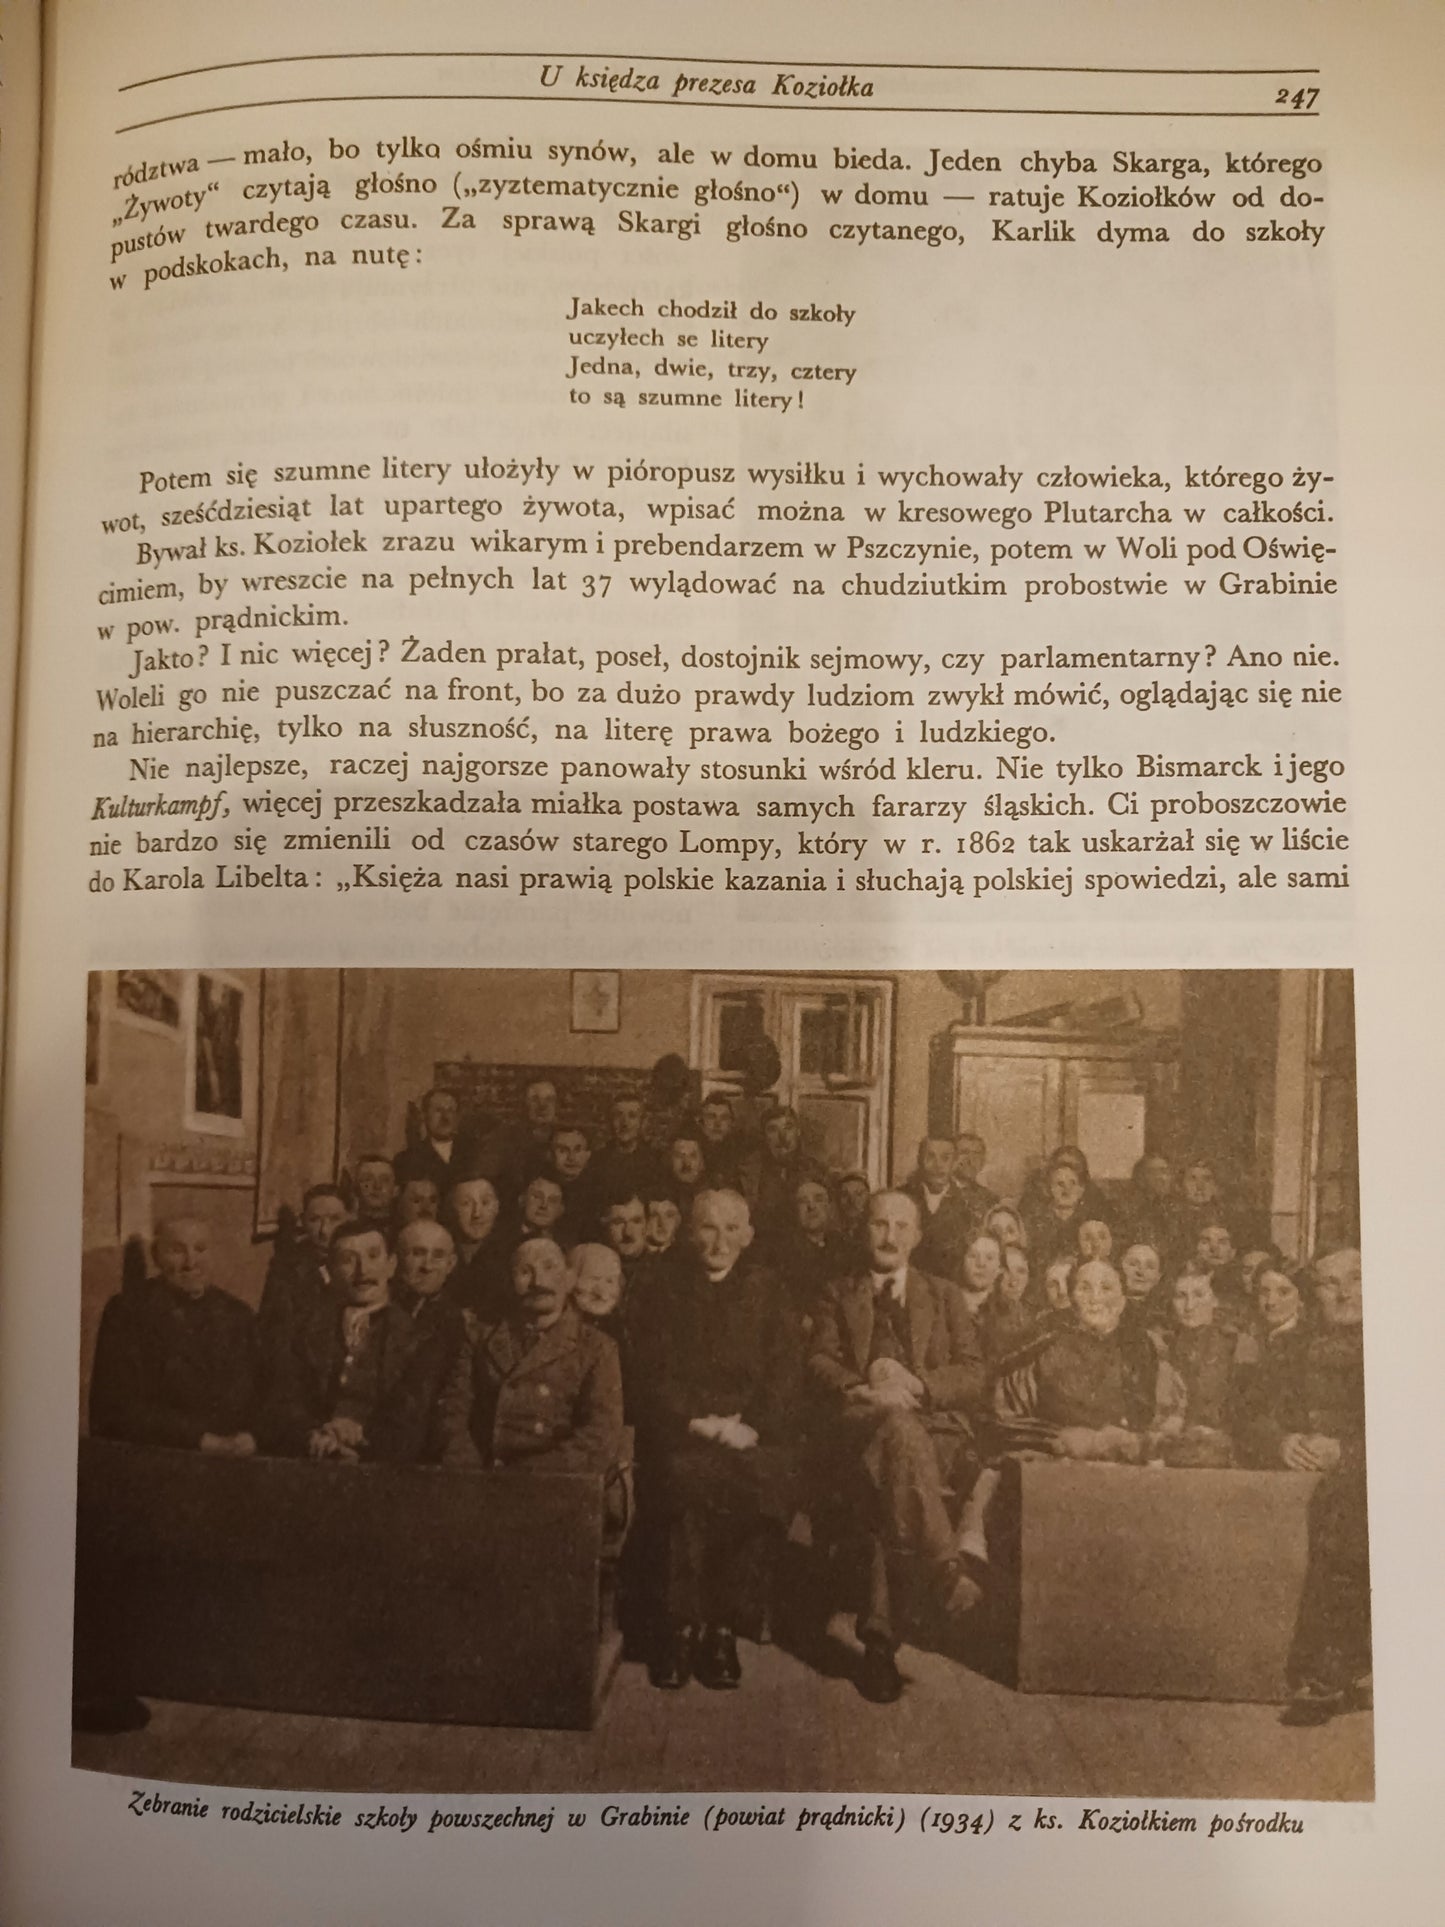 U księdza prezesa Koziołka
247
rództwa — mało, bo tylko ośmiu synów, ale w domu bieda. Jeden chyba Skarga, którego
„Żywoty“ czytają głośno („zyztematycznie głośno“) w domu — ratuje Koziołków od do-
pustów twardego czasu. Za sprawą Skargi głośno czytanego, Karlik dyma do szkoły
w podskokach, na nutę:
Jakech chodził do szkoły
uczyłech se litery
Jedna, dwie, trzy, cztery
to są szumne litery!
Potem się szumne litery ułożyły w pióropusz wysiłku i wychowały człowieka, którego ży-
wot, sześćdziesiąt lat upartego żywota, wpisać można w kresowego Plutarcha w całkości.
Bywał ks. Koziołek zrazu wikarym i prebendarzem w Pszczynie, potem w Woli pod Oświę-
cimiem, by wreszcie na pełnych lat 37 wylądować na chudziutkim probostwie w Grabinie
w pow. prądnickim.
Jakto? I nic więcej? Żaden prałat, poseł, dostojnik sejmowy, czy parlamentarny? Ano nie.
Woleli go nie puszczać na front, bo za dużo prawdy ludziom zwykł mówić, oglądając się nie
na hierarchię, tylko na słuszność, na literę prawa bożego i ludzkiego.
Nie najlepsze, raczej najgorsze panowały stosunki wśród kleru. Nie tylko Bismarck i jego
Kulturkampf, więcej przeszkadzała miałka postawa samych fararzy śląskich. Ci proboszczowie
nie bardzo się zmienili od czasów starego Lompy, który w r. 1862 tak uskarżał się w liście
do Karola Libelta: „Księża nasi prawią polskie kazania i słuchają polskiej spowiedzi, ale sami
Zebranie rodzicielskie szkoły powszechnej w Grabinie (powiat prądnicki) (1934) z ks. Koziołkiem pośrodku